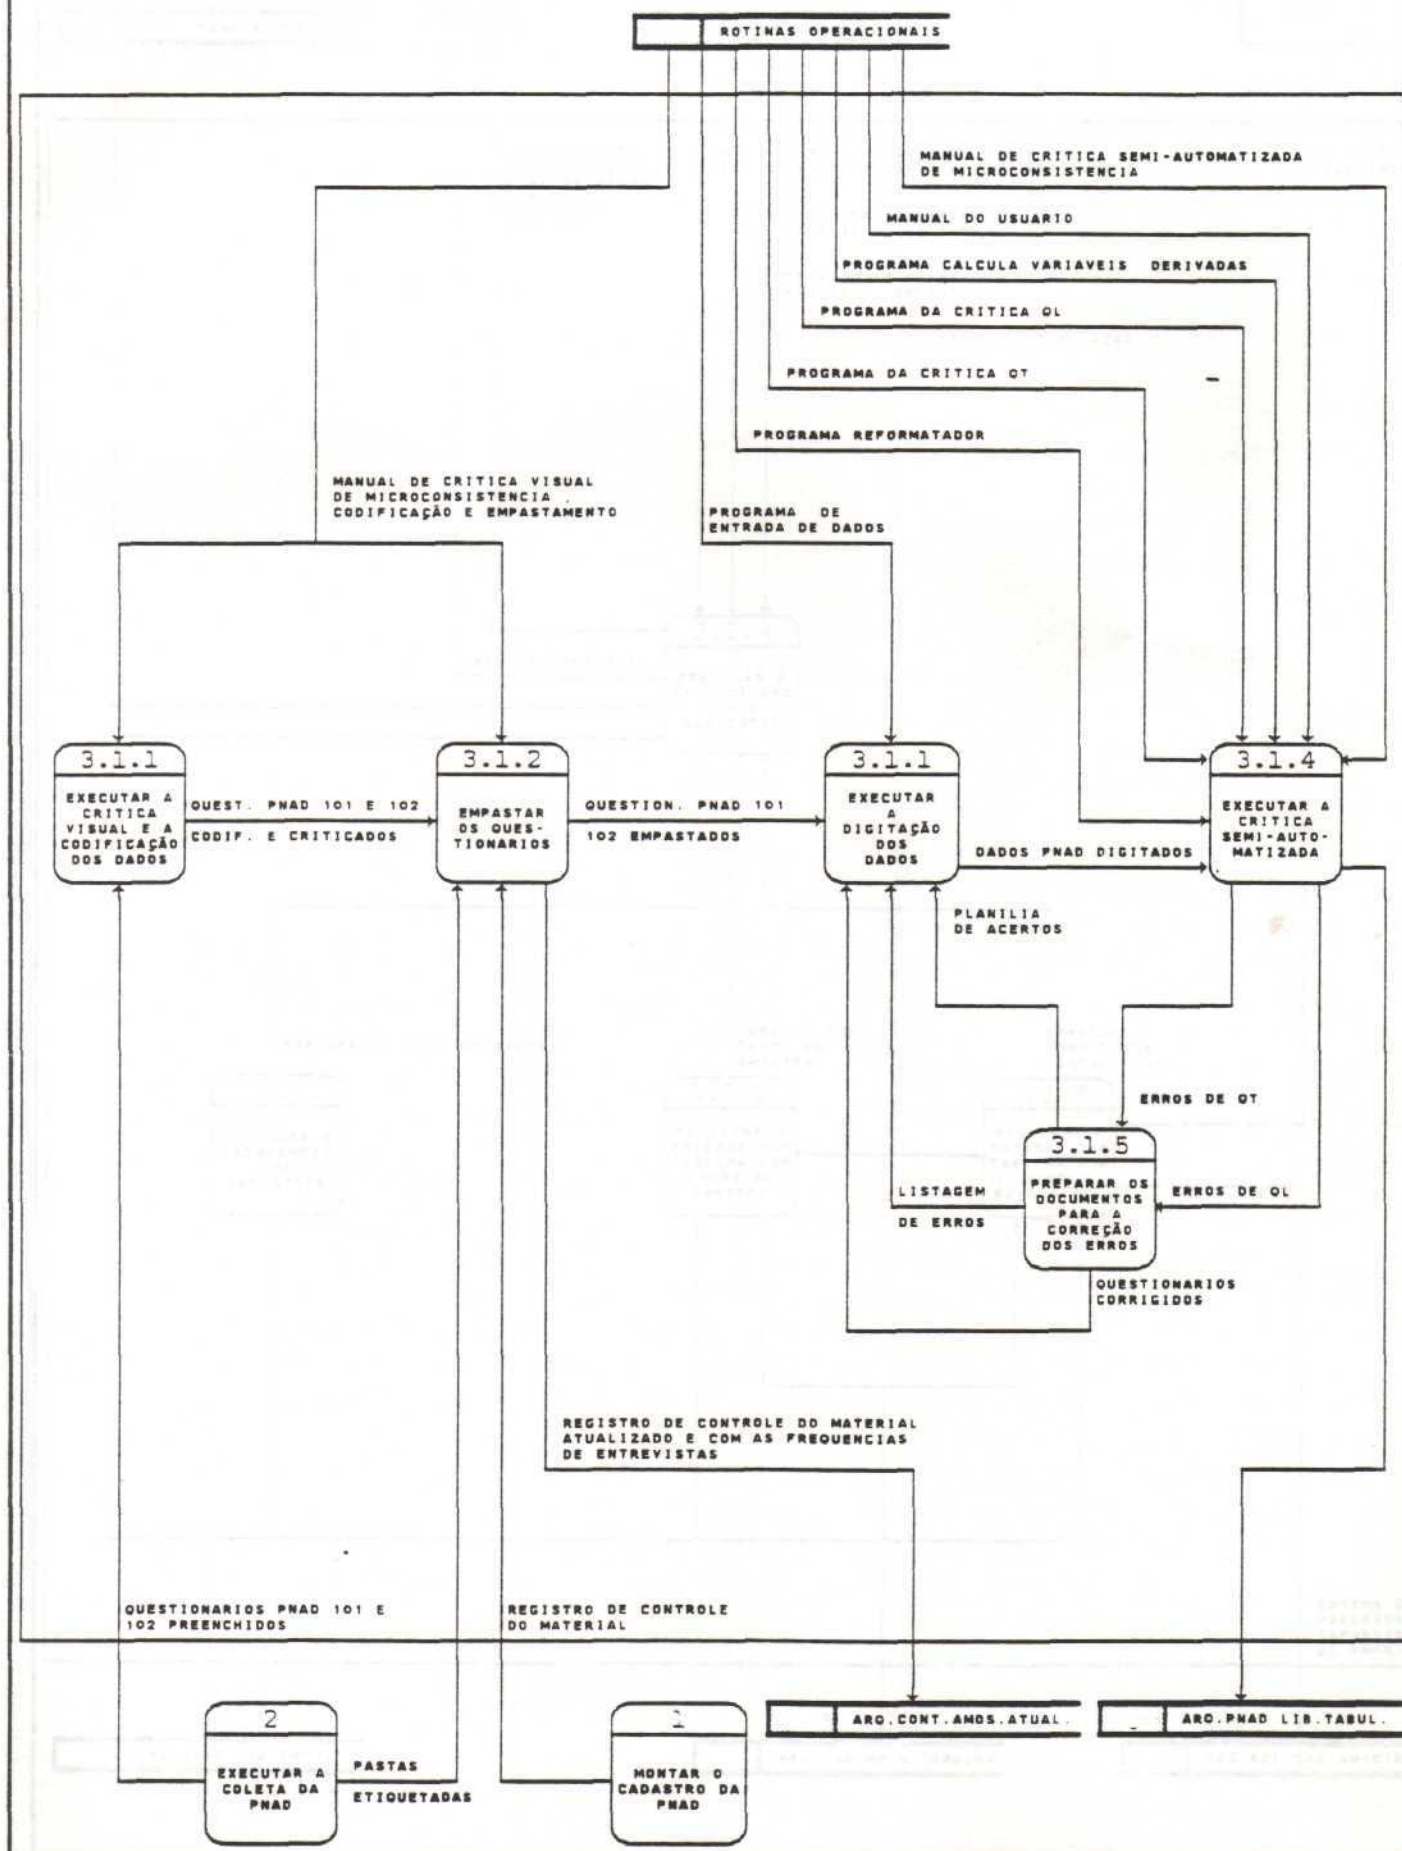 ROTINAS OPERACIONAIS
MANUAL DE CRITICA SEMI-AUTOMATIZADA
DE MICROCONSISTENCIA
MANUAL DO USUARIO
PROGRAMA CALCULA VARIAVEIS DERIVADAS
PROGRAMA DA CRITICA QL
PROGRAMA DA CRITICA QT
PROGRAMA REFORMATADOR
MANUAL DE CRITICA VISUAL
DE MICROCONSISTENCIA
CODIFICAÇÃO E EMPASTAMENTO
PROGRAMA DE
ENTRADA DE DADOS
3.1.1
EXECUTAR A
CRITICA
VISUAL E A
CODIFICAÇÃO
DOS DADOS
QUEST. PNAD 101 E 102
CODIF. E CRITICADOS
3.1.2
EMPASTAR
OS QUES-
TIONARIOS
QUESTION. PNAD 101
102 EMPASTADOS
3.1.1
EXECUTAR
A
DIGITAÇÃO
DOS
DADOS
DADOS PNAD DIGITADOS
3.1.4
EXECUTAR A
CRITICA
SEMI-AUTO-
MATIZADA
PLANILIA
DE ACERTOS
ERROS DE QT
3.1.5
PREPARAR OS
DOCUMENTOS
PARA A
CORREÇÃO
DOS ERROS
LISTAGEM
DE ERROS
ERROS DE QL
QUESTIONARIOS
CORRIGIDOS
REGISTRO DE CONTROLE DO MATERIAL
ATUALIZADO E COM AS FREQUENCIAS
DE ENTREVISTAS
QUESTIONARIOS PNAD 101 E
102 PREENCHIDOS
REGISTRO DE CONTROLE
DO MATERIAL
2
EXECUTAR A
COLETA DA
PNAD
PASTAS
ETIQUETADAS
1
MONTAR O
CADASTRO DA
PNAD
ARQ.CONT.AMOS.ATUAL.
ARQ.PNAD LIB.TABUL.